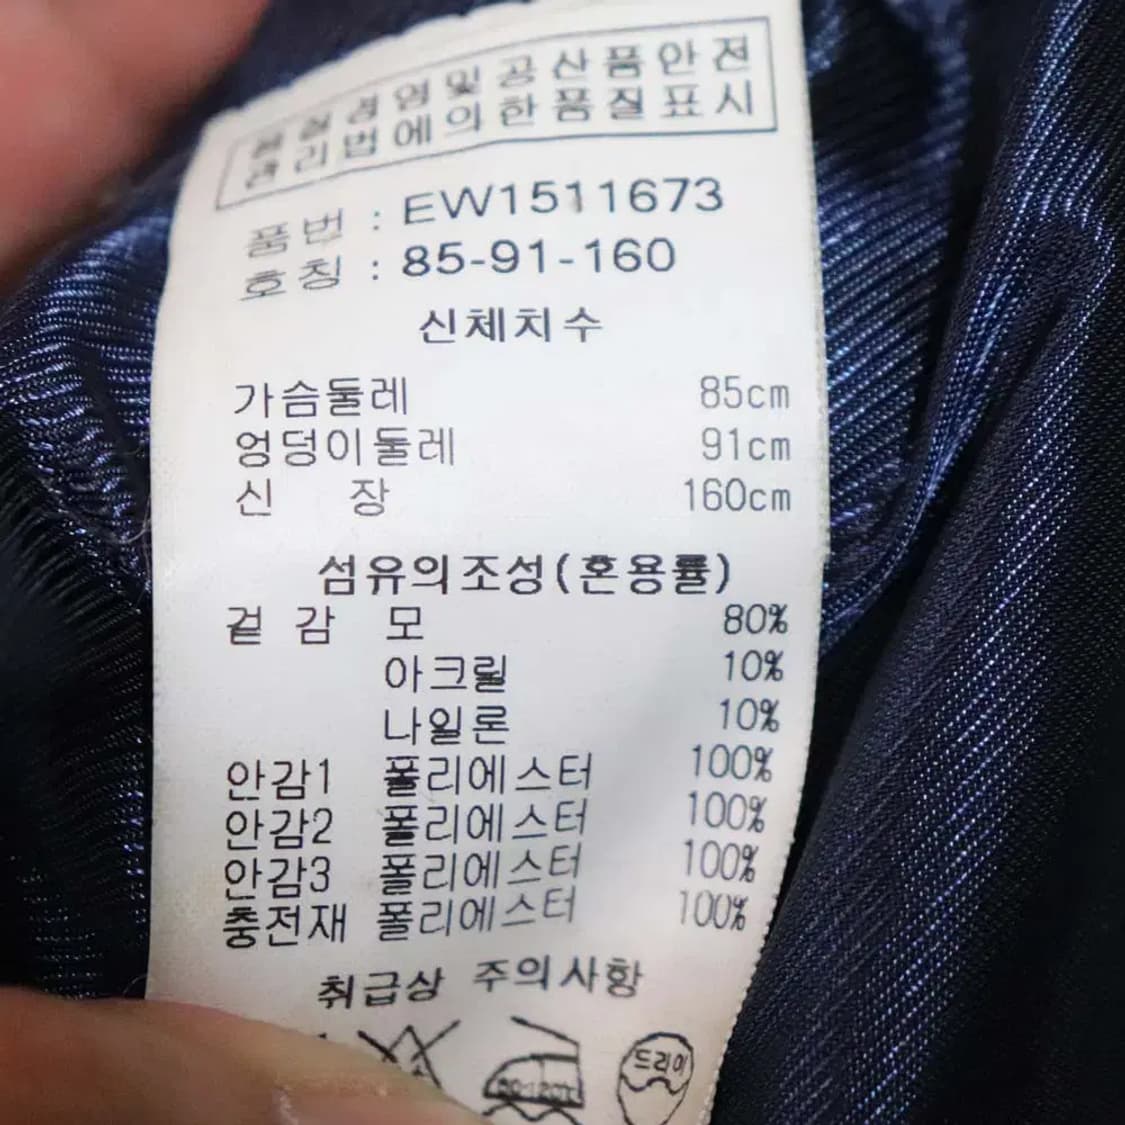 품질경영및공산품안전
관리법에의한품질표시
품번 : EW1511673
호칭 : 85-91-160
신체치수
가슴둘레 85cm
엉덩이둘레 91cm
신 장 160cm
섬유의조성(혼용률)
겉 감 모 80%
아크릴 10%
나일론 10%
안감1 폴리에스터 100%
안감2 폴리에스터 100%
안감3 폴리에스터 100%
충전재 폴리에스터 100%
취급상 주의사항
드라이